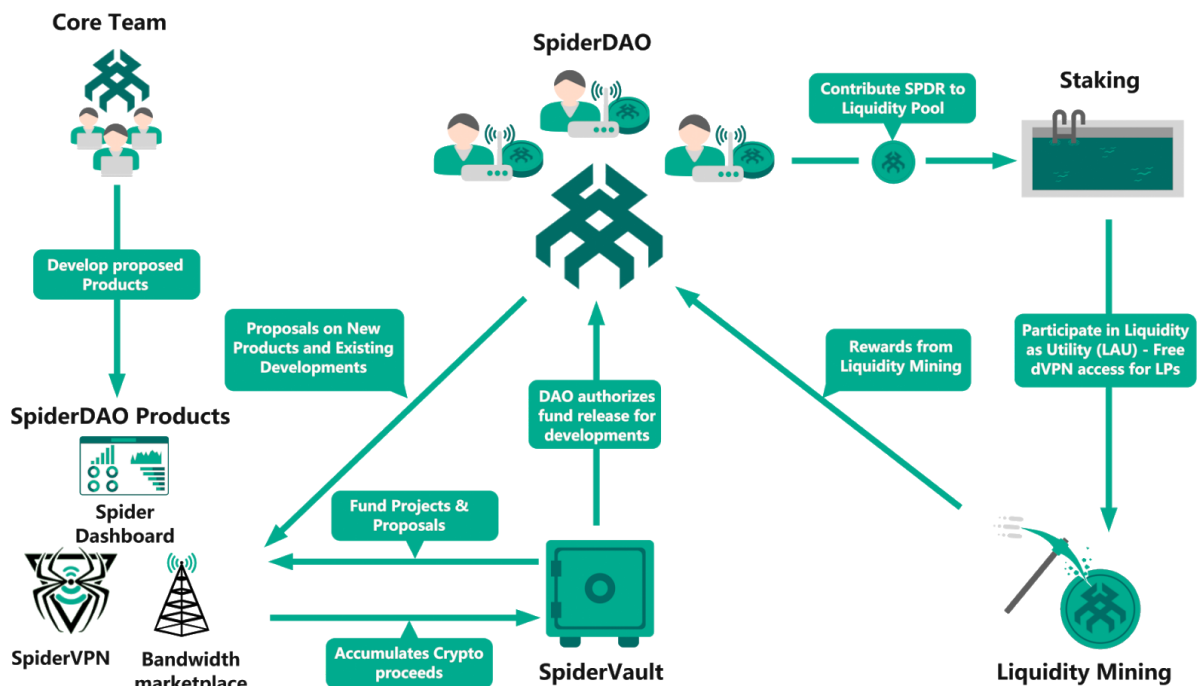 Core Team
SpiderDAO
Contribute SPDR to
Liquidity Pool
Staking
Develop proposed
Products
Proposals on New
Products and Existing
Developments
Rewards from
Liquidity Mining
Participate in Liquidity
as Utility (LAU) - Free
dVPN access for LPs
DAO authorizes
fund release for
developments
SpiderDAO Products
Spider
Dashboard
Fund Projects &
Proposals
SpiderVPN
Bandwidth
marketplace
Accumulates Crypto
proceeds
SpiderVault
Liquidity Mining